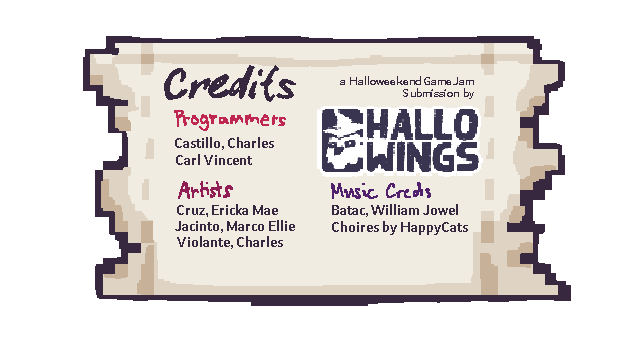 Credits
a Halloweekend Game Jam
Submission by
HALLO
WINGS
Programmers
Castillo, Charles
Carl Vincent
Artists
Cruz, Ericka Mae
Jacinto, Marco Ellie
Violante, Charles
Music Creds
Batac, William Jowel
Choires by HappyCats